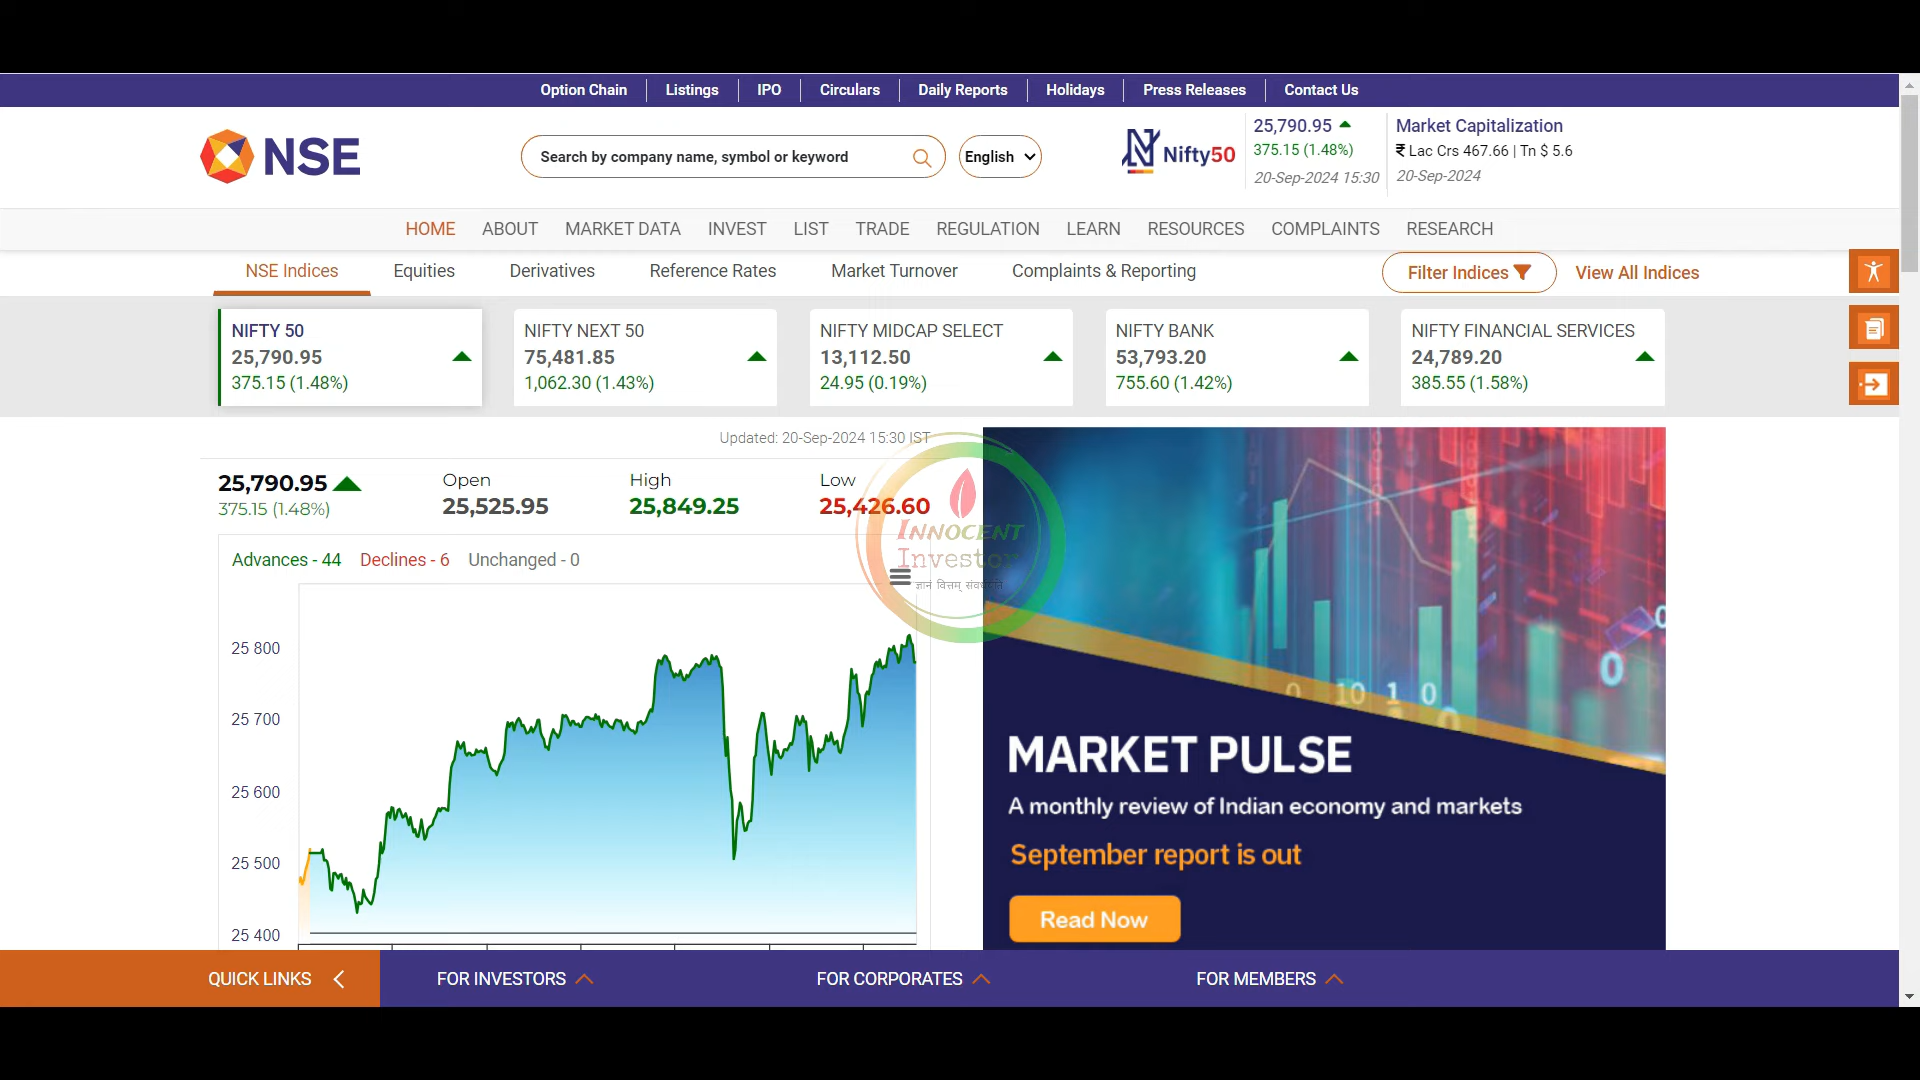 Option Chain
Listings
IPO
Circulars
Daily Reports
Holidays
Press Releases
Contact Us
NSE
Search by company name, symbol or keyword
English
Nifty50
25,790.95
375.15 (1.48%)
20-Sep-2024 15:30
Market Capitalization
₹ Lac Crs 467.66 | Tn $ 5.6
20-Sep-2024
HOME
ABOUT
MARKET DATA
INVEST
LIST
TRADE
REGULATION
LEARN
RESOURCES
COMPLAINTS
RESEARCH
NSE Indices
Equities
Derivatives
Reference Rates
Market Turnover
Complaints & Reporting
Filter Indices
View All Indices
NIFTY 50
25,790.95
375.15 (1.48%)
NIFTY NEXT 50
75,481.85
1,062.30 (1.43%)
NIFTY MIDCAP SELECT
13,112.50
24.95 (0.19%)
NIFTY BANK
53,793.20
755.60 (1.42%)
NIFTY FINANCIAL SERVICES
24,789.20
385.55 (1.58%)
Updated: 20-Sep-2024 15:30 IST
25,790.95
375.15 (1.48%)
Open
25,525.95
High
25,849.25
Low
25,426.60
INNOCENT
Investor
ज्ञानं वित्तम्
Advances - 44
Declines - 6
Unchanged - 0
25 800
25 700
25 600
25 500
25 400
0 10 1 0
0
0
MARKET PULSE
A monthly review of Indian economy and markets
September report is out
Read Now
QUICK LINKS
FOR INVESTORS
FOR CORPORATES
FOR MEMBERS